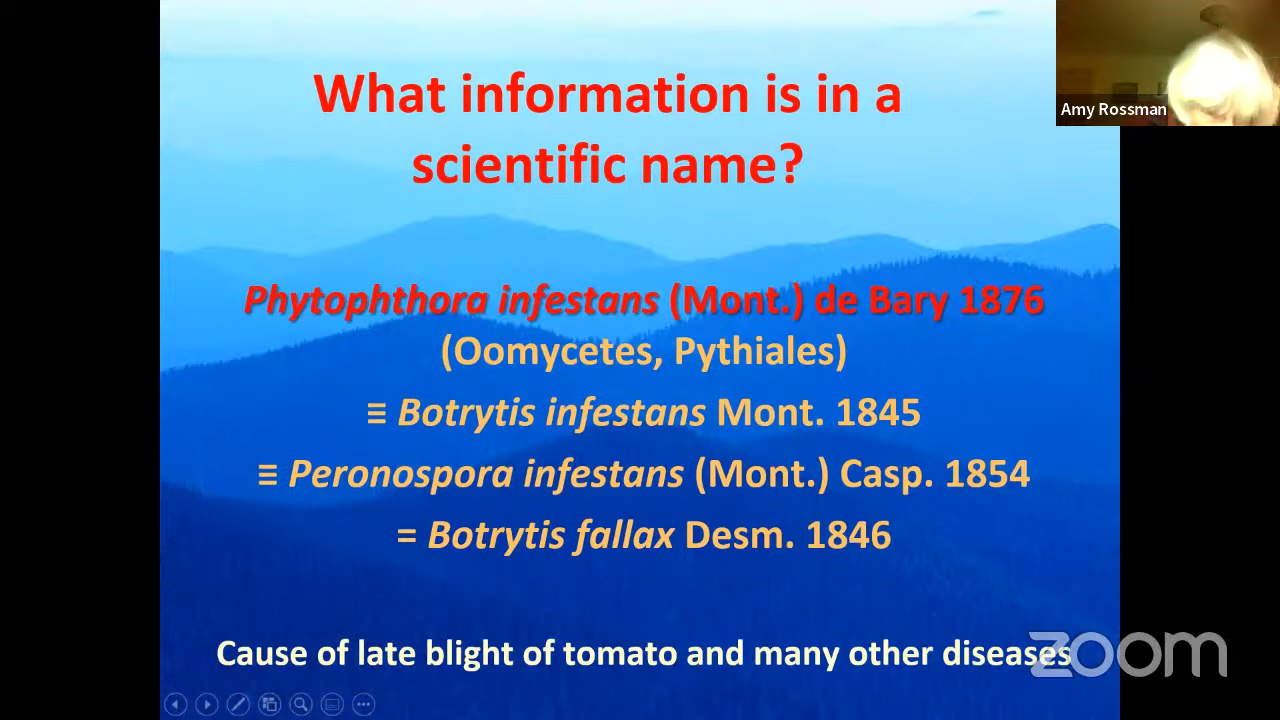 What information is in a
scientific name?
Amy Rossman
Phytophthora infestans (Mont.) de Bary 1876
(Oomycetes, Pythiales)
≡ Botrytis infestans Mont. 1845
≡ Peronospora infestans (Mont.) Casp. 1854
= Botrytis fallax Desm. 1846
Cause of late blight of tomato and many other diseases
zoom